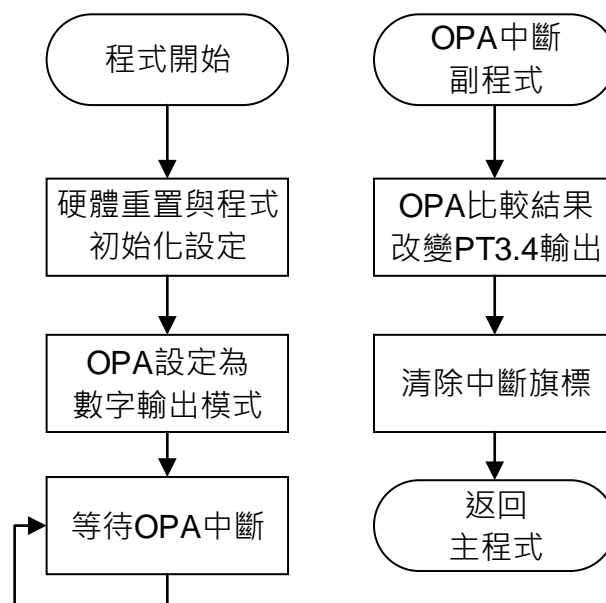 程式開始
硬體重置與程式
初始化設定
OPA設定為
數字輸出模式
等待OPA中斷
OPA中斷
副程式
OPA比較結果
改變PT3.4輸出
清除中斷旗標
返回
主程式